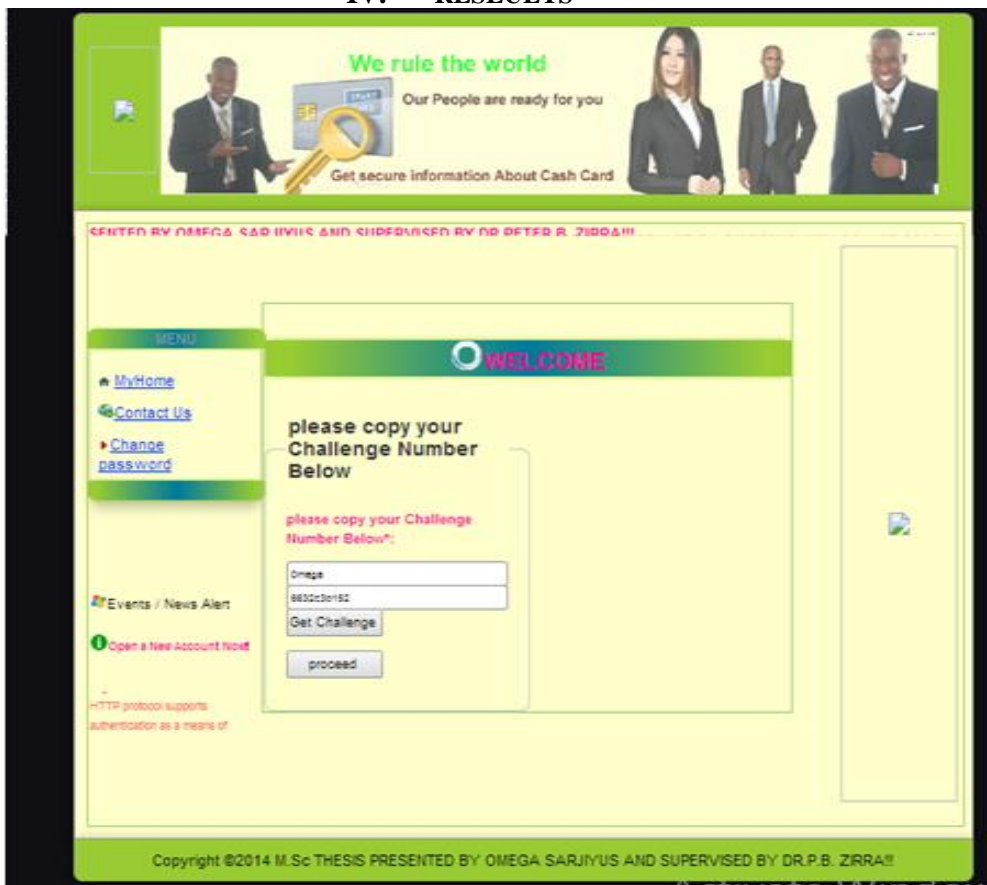 IV. RESECULTS
We rule the world
Our People are ready for you
Get secure information About Cash Card
SENTED BY OMEGA SARJIYUS AND SUPERVISED BY DR PETER B. ZIRRA!!!
MENU
MyHome
Contact Us
Change
password
WELCOME
please copy your
Challenge Number
Below
please copy your Challenge
Number Below*:
Omega
Get Challenge
proceed
Events / News Alert
Open a New Account Now!
HTTP protocol supports
authentication as a means of
Copyright ©2014 M.Sc THESIS PRESENTED BY OMEGA SARJIYUS AND SUPERVISED BY DR.P.B. ZIRRA!!!